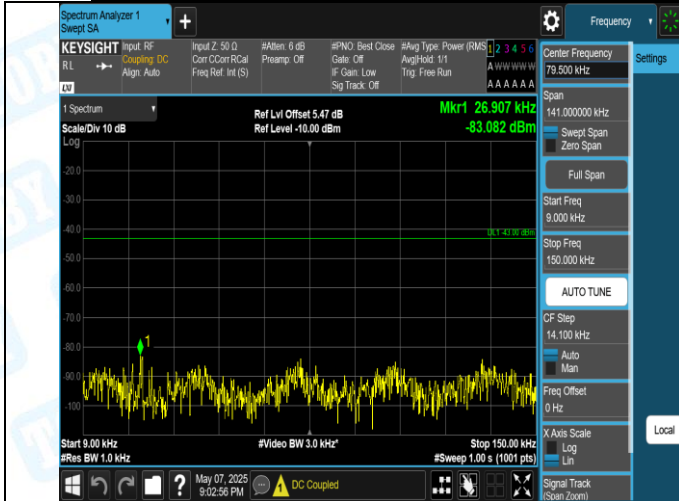 Spectrum Analyzer 1
Swept SA
Frequency
KEYSIGHT
RL
LXI
Input: RF
Coupling: DC
Align: Auto
Input Z: 50 Ω
Corr CCorr RCal
Freq Ref: Int (S)
#Atten: 6 dB
Preamp: Off
#PNO: Best Close
Gate: Off
IF Gain: Low
Sig Track: Off
#Avg Type: Power (RMS
Avg|Hold: 1/1
Trig: Free Run
1 2 3 4 5 6
A W W W W W
A A A A A A
1 Spectrum
Scale/Div 10 dB
Log
Ref Lvl Offset 5.47 dB
Ref Level -10.00 dBm
Mkr1 26.907 kHz
-83.082 dBm
-20.0
-30.0
-40.0
DL1 -43.00 dBm
-50.0
-60.0
-70.0
-80.0
1
-90.0
-100
Start 9.00 kHz
#Res BW 1.0 kHz
#Video BW 3.0 kHz*
Stop 150.00 kHz
#Sweep 1.00 s (1001 pts)
?
May 07, 2025
9:02:56 PM
DC Coupled
Center Frequency
79.500 kHz
Settings
Span
141.000000 kHz
Swept Span
Zero Span
Full Span
Start Freq
9.000 kHz
Stop Freq
150.000 kHz
AUTO TUNE
CF Step
14.100 kHz
Auto
Man
Freq Offset
0 Hz
X Axis Scale
Log
Lin
Local
Signal Track
(Span Zoom)